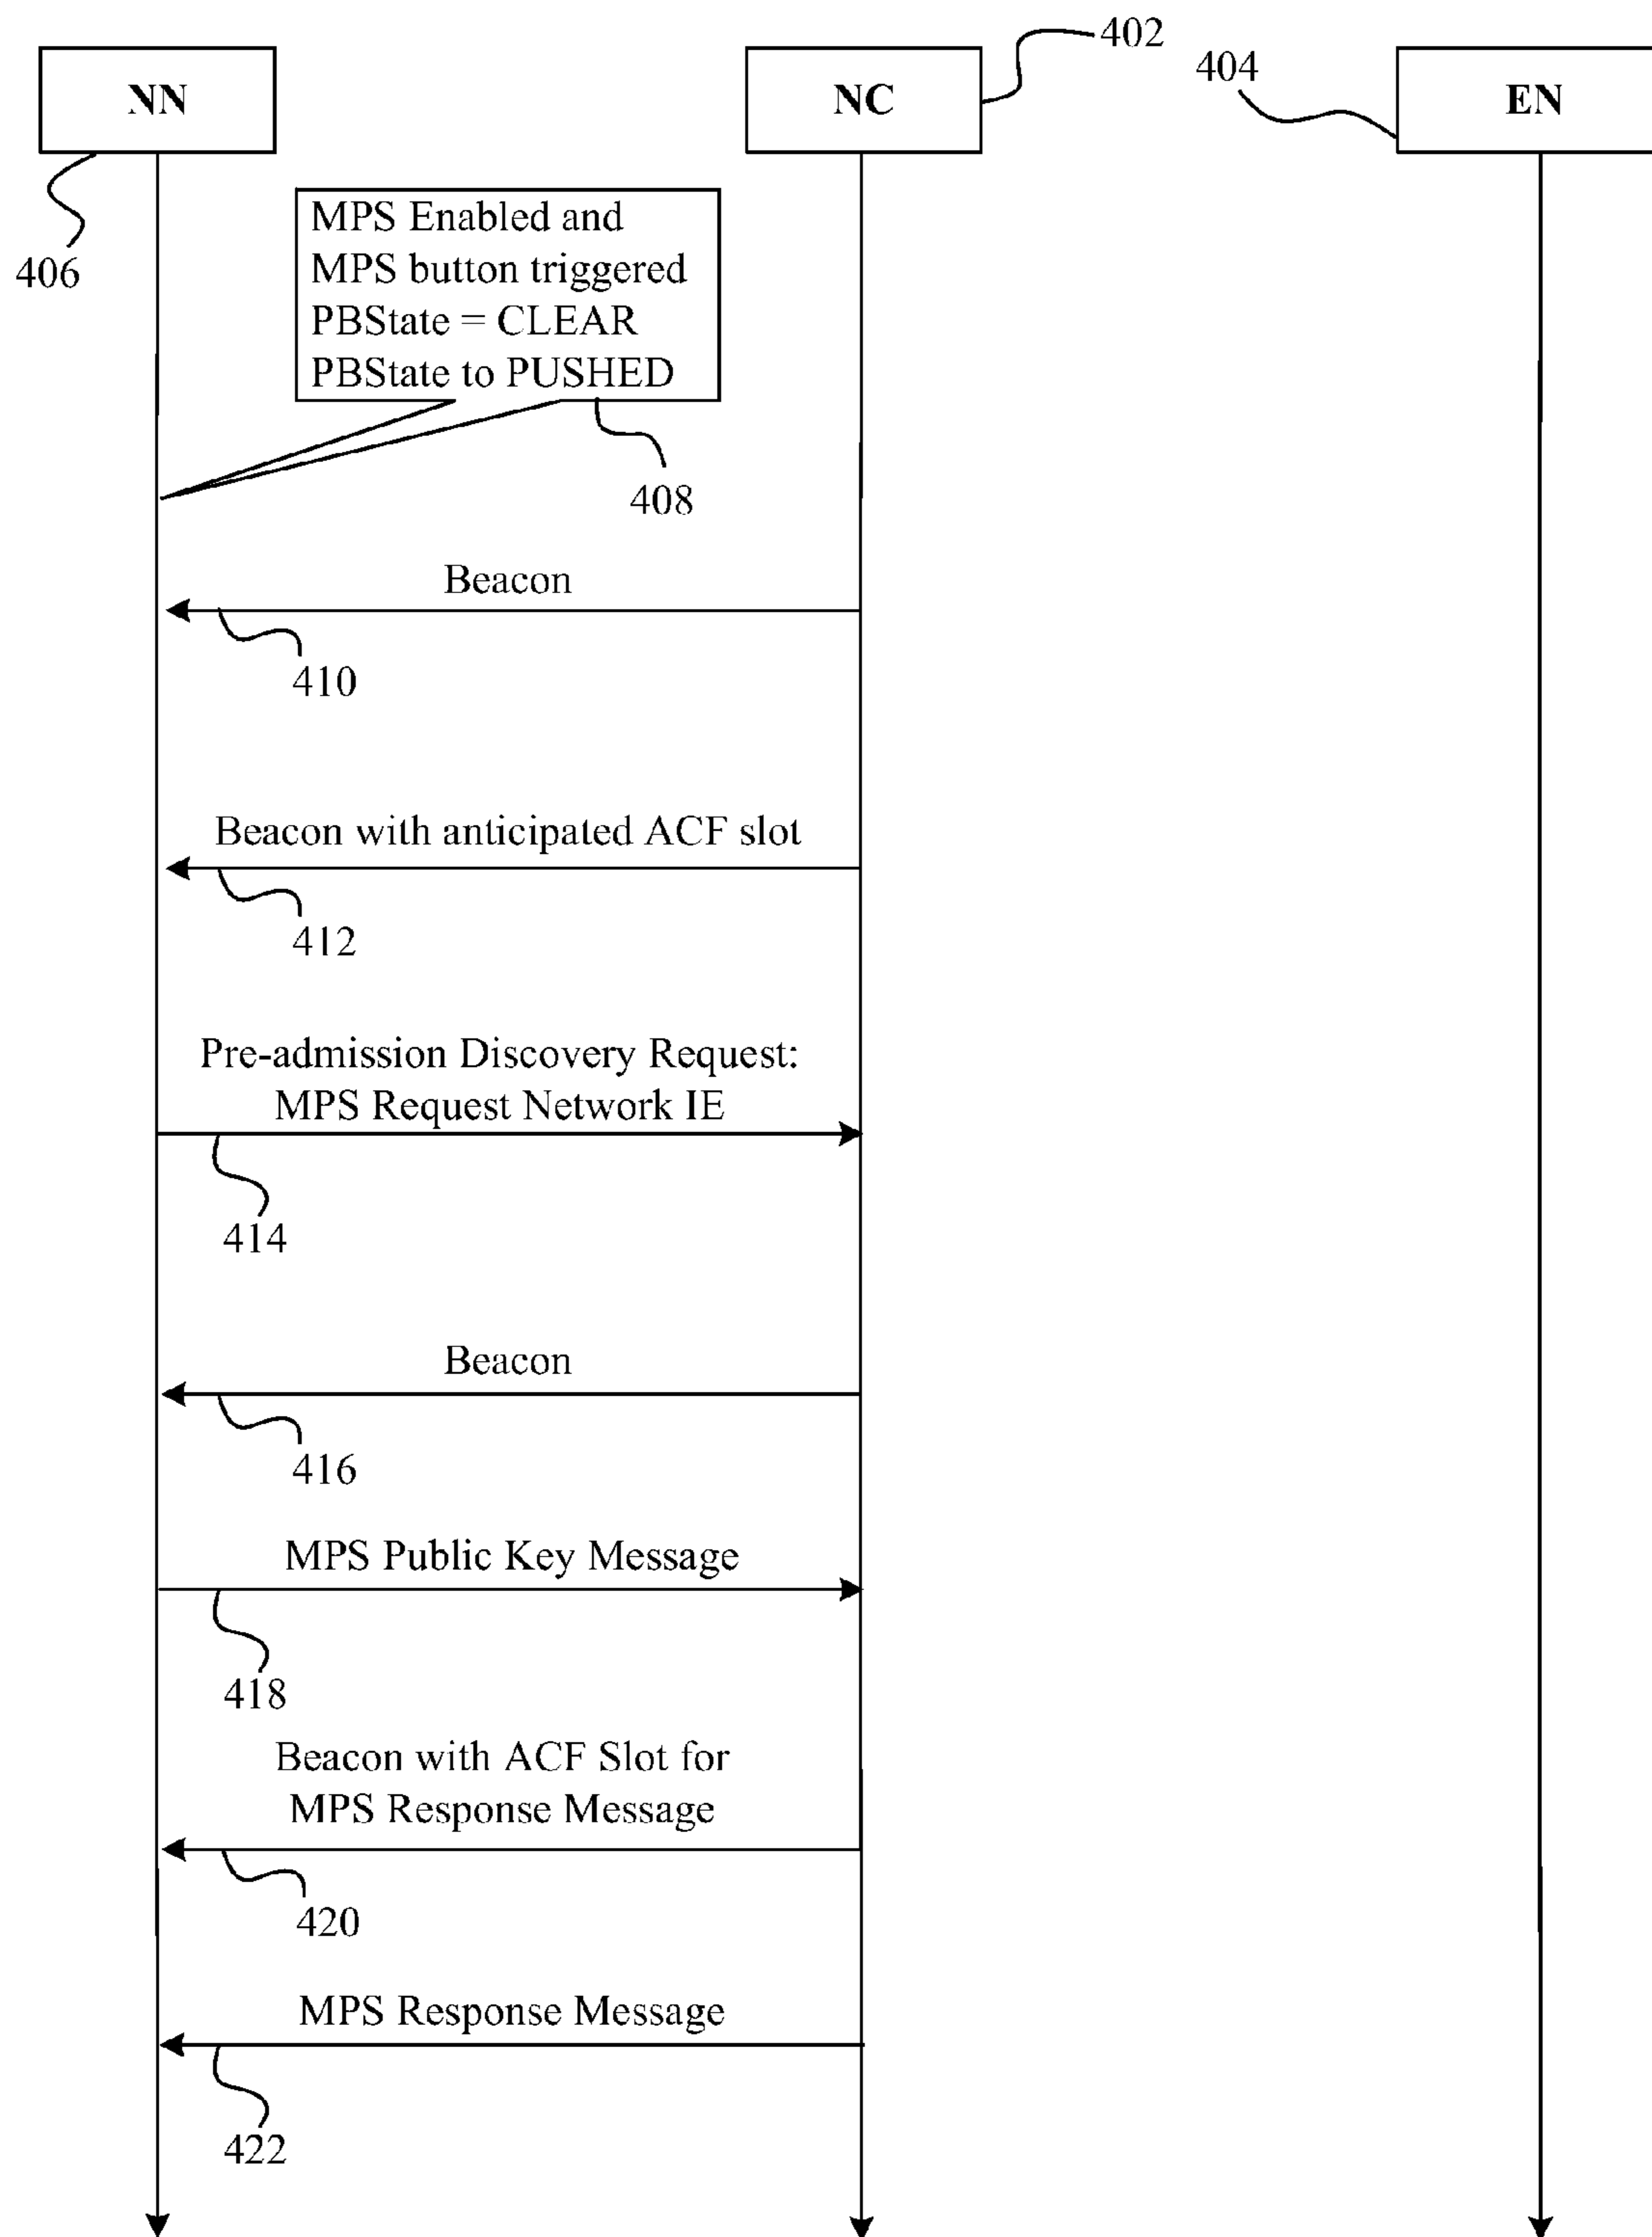 402
404
NN
NC
EN
406
MPS Enabled and
MPS button triggered
PBState = CLEAR
PBState to PUSHED
408
Beacon
410
Beacon with anticipated ACF slot
412
Pre-admission Discovery Request:
MPS Request Network IE
414
Beacon
416
MPS Public Key Message
418
Beacon with ACF Slot for
MPS Response Message
420
MPS Response Message
422